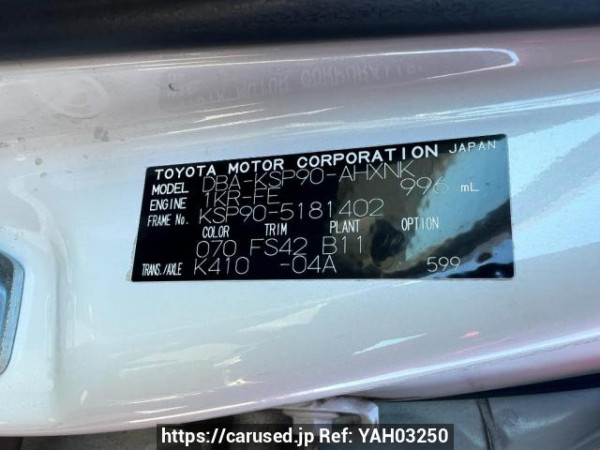 TOYOTA MOTOR CORPORATION JAPAN
MODEL DBA-KSP90-AHXNK
ENGINE 1KR-FE 996 mL
FRAME No. KSP90-5181402
COLOR TRIM PLANT OPTION
070 FS42 B11
TRANS./AXLE K410 -04A 599
https://carused.jp Ref: YAH03250